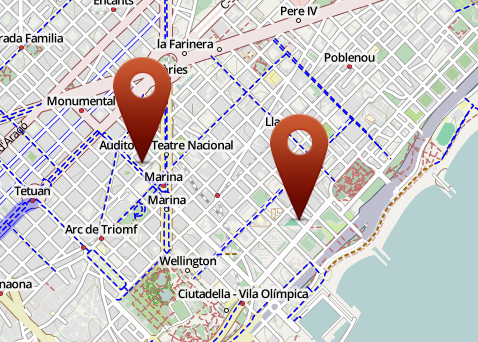 Encants
Pere IV
rada Familia
la Farinera
Poblenou
ries
Monumental
Lla
d'Aragó
Audito
Teatre Nacional
Marina
Tetuan
Marina
Arc de Triomf
Wellington
naona
Ciutadella - Vila Olímpica